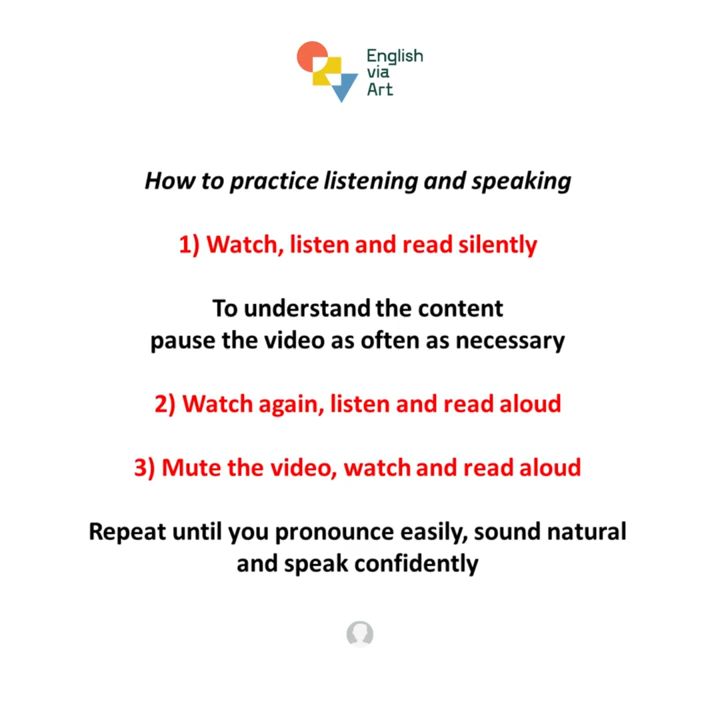 English
via
Art
How to practice listening and speaking
1) Watch, listen and read silently
To understand the content
pause the video as often as necessary
2) Watch again, listen and read aloud
3) Mute the video, watch and read aloud
Repeat until you pronounce easily, sound natural
and speak confidently